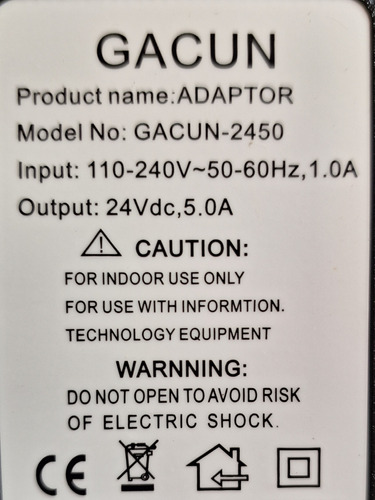 GACUN
Product name:ADAPTOR
Model No: GACUN-2450
Input: 110-240V~50-60Hz,1.0A
Output: 24Vdc,5.0A
CAUTION:
FOR INDOOR USE ONLY
FOR USE WITH INFORMTION.
TECHNOLOGY EQUIPMENT
WARNNING:
DO NOT OPEN TO AVOID RISK
OF ELECTRIC SHOCK.
CE